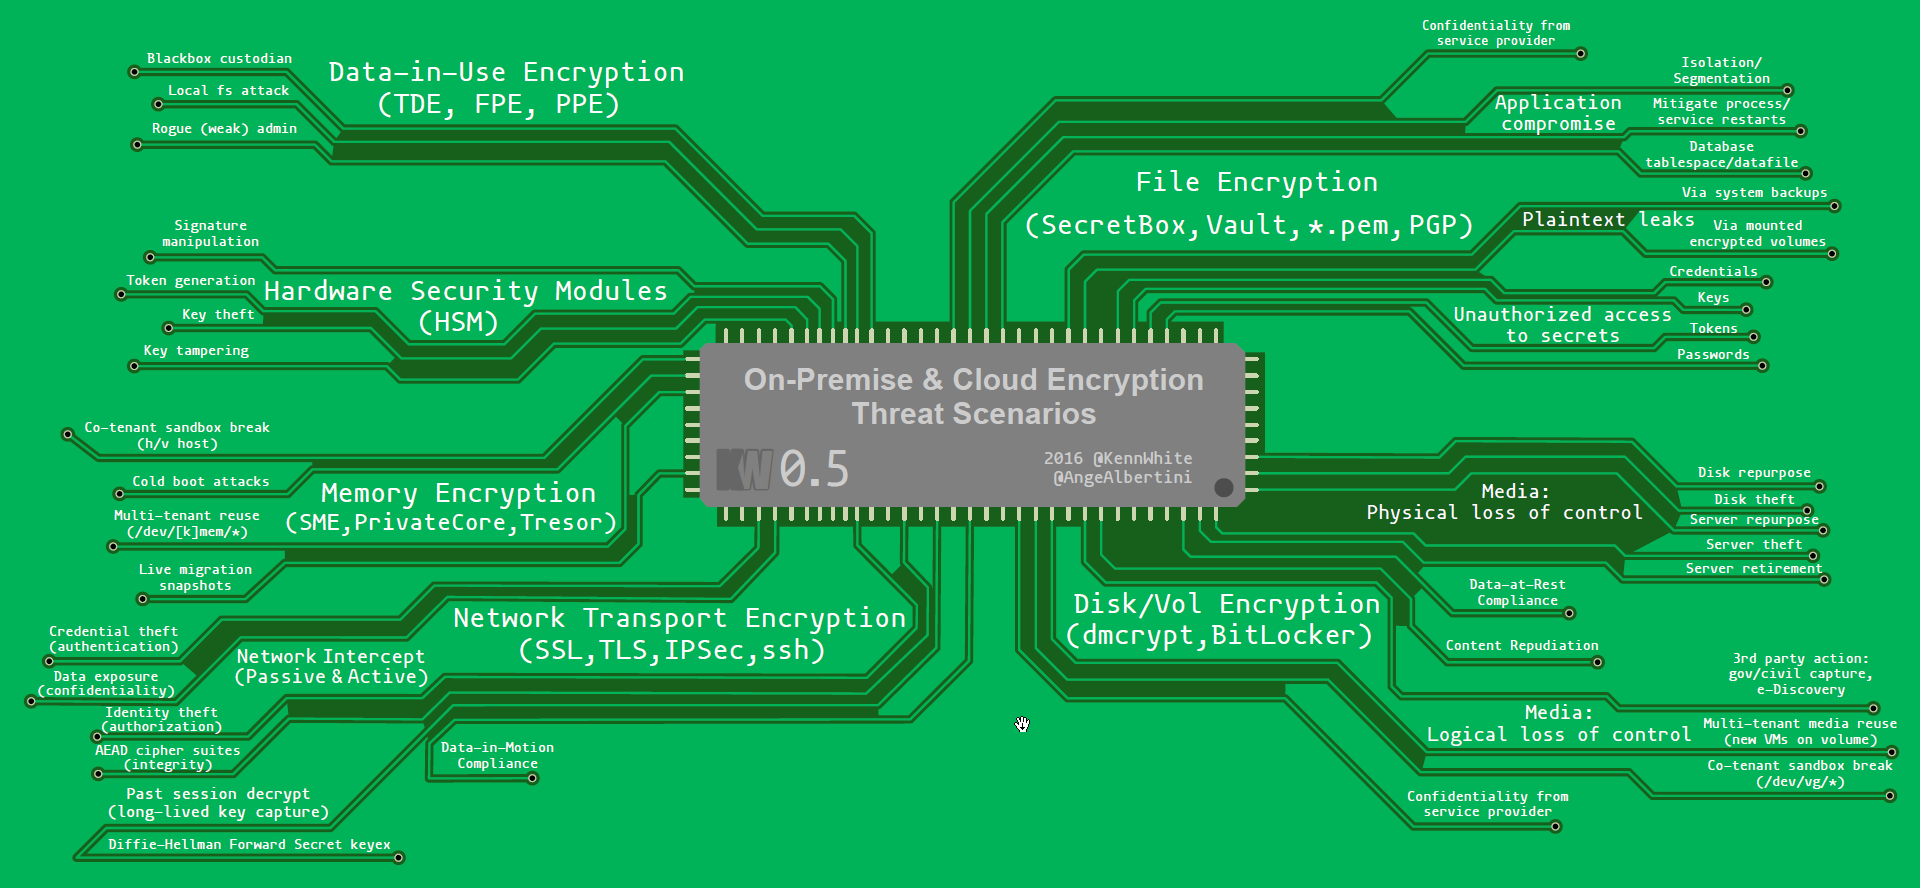 Blackbox custodian
Local fs attack
Rogue (weak) admin
Data-in-Use Encryption
(TDE, FPE, PPE)
Signature
manipulation
Token generation
Key theft
Key tampering
Hardware Security Modules
(HSM)
Co-tenant sandbox break
(h/v host)
Cold boot attacks
Multi-tenant reuse
(/dev/[k]mem/*)
Live migration
snapshots
Memory Encryption
(SME,PrivateCore,Tresor)
Credential theft
(authentication)
Data exposure
(confidentiality)
Identity theft
(authorization)
AEAD cipher suites
(integrity)
Network Intercept
(Passive & Active)
Network Transport Encryption
(SSL,TLS,IPSec,ssh)
Data-in-Motion
Compliance
Past session decrypt
(long-lived key capture)
Diffie-Hellman Forward Secret keyex
On-Premise & Cloud Encryption
Threat Scenarios
KW 0.5
2016 @KennWhite
@AngeAlbertini
Confidentiality from
service provider
Isolation/
Segmentation
Application
compromise
Mitigate process/
service restarts
Database
tablespace/datafile
File Encryption
(SecretBox,Vault,*.pem,PGP)
Via system backups
Plaintext leaks
Via mounted
encrypted volumes
Credentials
Keys
Unauthorized access
to secrets
Tokens
Passwords
Disk repurpose
Media:
Physical loss of control
Disk theft
Server repurpose
Server theft
Server retirement
Data-at-Rest
Compliance
Disk/Vol Encryption
(dmcrypt,BitLocker)
Content Repudiation
3rd party action:
gov/civil capture,
e-Discovery
Media:
Logical loss of control
Multi-tenant media reuse
(new VMs on volume)
Co-tenant sandbox break
(/dev/vg/*)
Confidentiality from
service provider